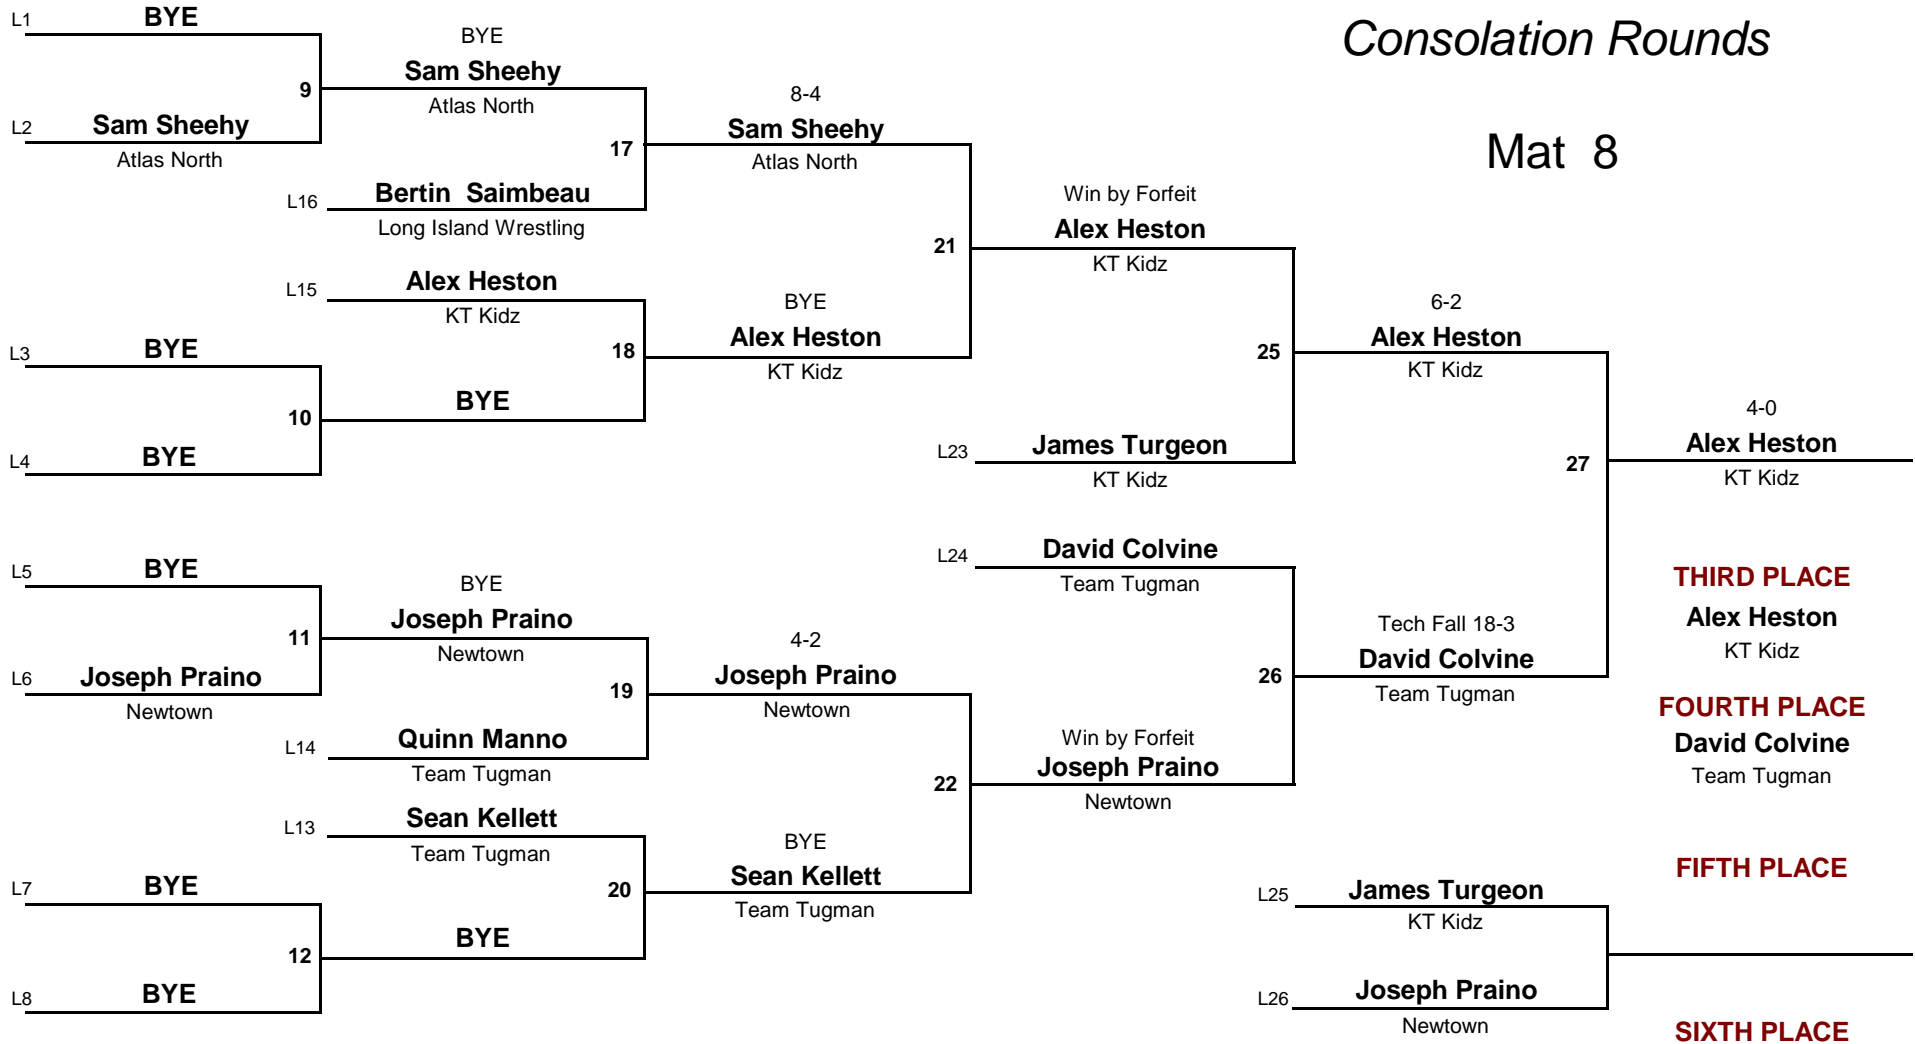 Consolation Rounds
Mat 8
L1 BYE
9
L2 Sam Sheehy
Atlas North
L3 BYE
10
L4 BYE
L5 BYE
11
L6 Joseph Praino
Newtown
L7 BYE
12
L8 BYE
BYE
Sam Sheehy
Atlas North
17
L16 Bertin Saimbeau
Long Island Wrestling
L15 Alex Heston
KT Kidz
18
BYE
BYE
Joseph Praino
Newtown
19
L14 Quinn Manno
Team Tugman
L13 Sean Kellett
Team Tugman
20
BYE
8-4
Sam Sheehy
Atlas North
21
BYE
Alex Heston
KT Kidz
4-2
Joseph Praino
Newtown
22
BYE
Sean Kellett
Team Tugman
Win by Forfeit
Alex Heston
KT Kidz
25
L23 James Turgeon
KT Kidz
L24 David Colvine
Team Tugman
26
Win by Forfeit
Joseph Praino
Newtown
6-2
Alex Heston
KT Kidz
27
Tech Fall 18-3
David Colvine
Team Tugman
L25 James Turgeon
KT Kidz
L26 Joseph Praino
Newtown
4-0
Alex Heston
KT Kidz
THIRD PLACE
Alex Heston
KT Kidz
FOURTH PLACE
David Colvine
Team Tugman
FIFTH PLACE
SIXTH PLACE